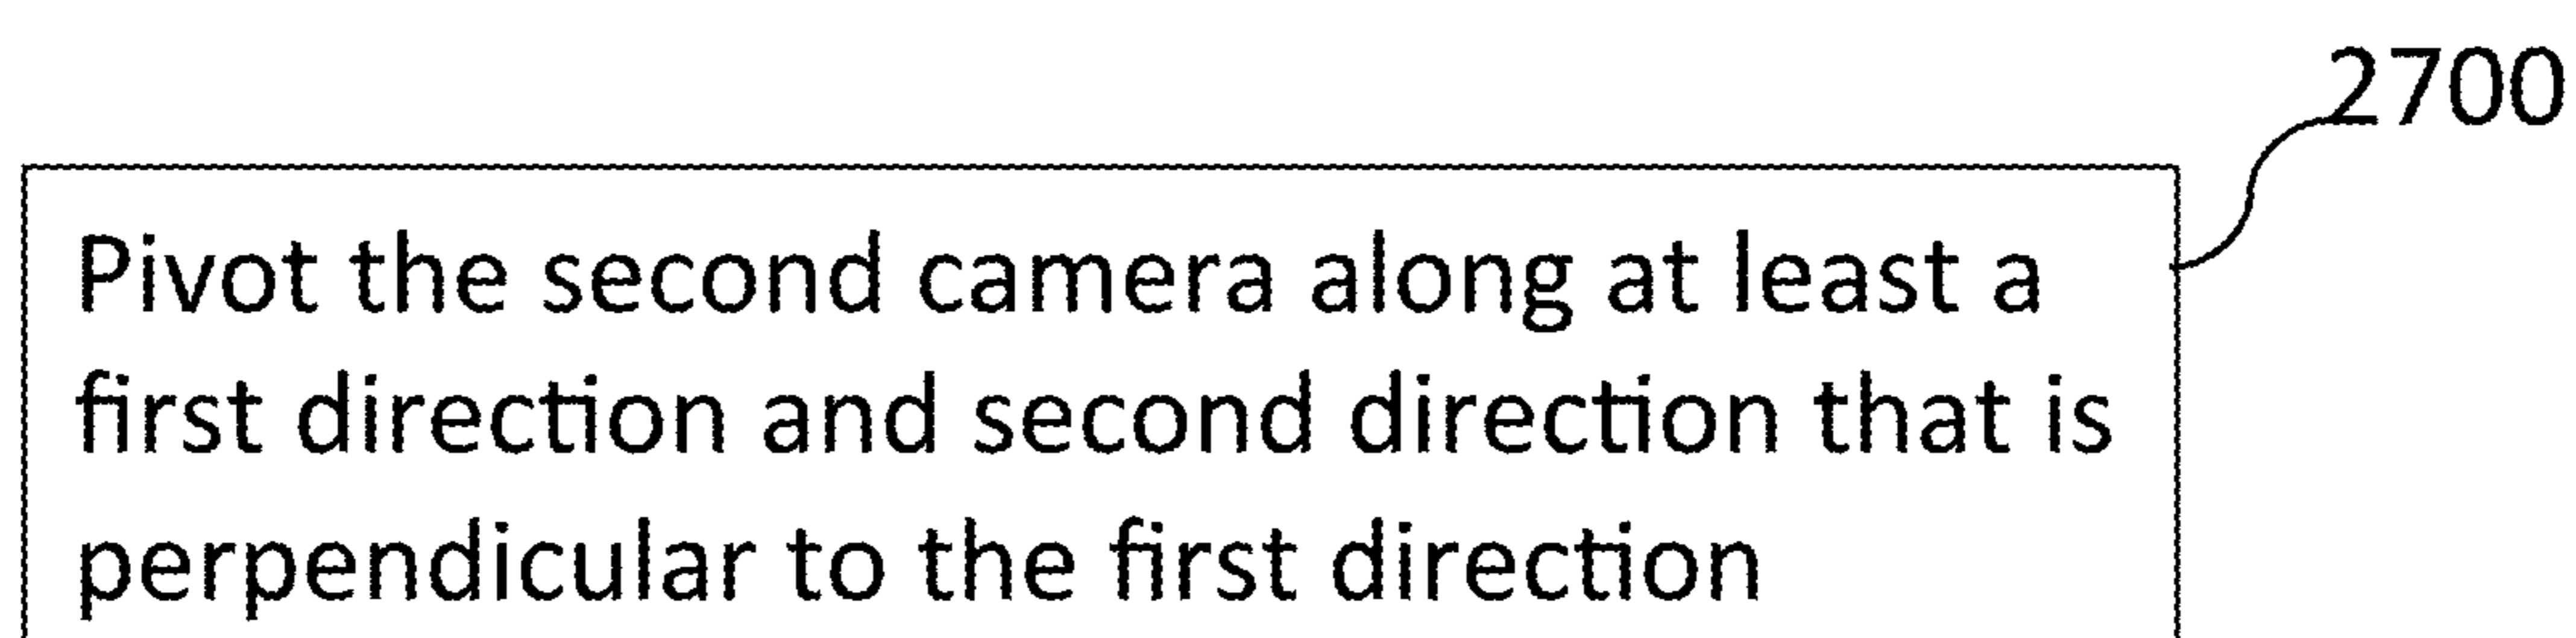 2700
Pivot the second camera along at least a
first direction and second direction that is
perpendicular to the first direction